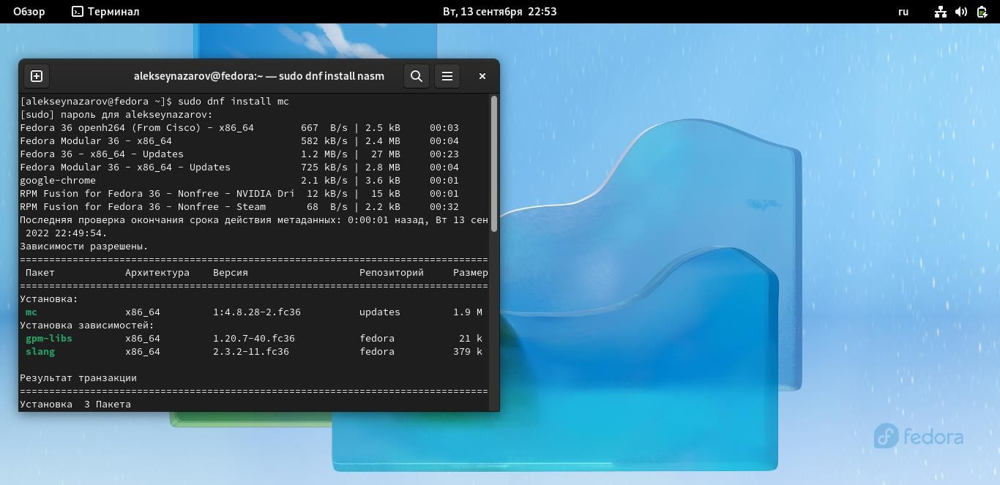 Обзор Терминал Вт, 13 сентября 22:53 ru
alekseynazarov@fedora:~ — sudo dnf install nasm
[alekseynazarov@fedora ~]$ sudo dnf install mc
[sudo] пароль для alekseynazarov:
Fedora 36 openh264 (From Cisco) - x86_64 667 B/s | 2.5 kB 00:03
Fedora Modular 36 - x86_64 582 kB/s | 2.4 MB 00:04
Fedora 36 - x86_64 - Updates 1.2 MB/s | 27 MB 00:23
Fedora Modular 36 - x86_64 - Updates 725 kB/s | 2.8 MB 00:04
google-chrome 2.1 kB/s | 3.6 kB 00:01
RPM Fusion for Fedora 36 - Nonfree - NVIDIA Dri 12 kB/s | 15 kB 00:01
RPM Fusion for Fedora 36 - Nonfree - Steam 68 B/s | 2.2 kB 00:32
Последняя проверка окончания срока действия метаданных: 0:00:01 назад, Вт 13 сен
2022 22:49:54.
Зависимости разрешены.
================================================================================
Пакет Архитектура Версия Репозиторий Размер
================================================================================
Установка:
mc x86_64 1:4.8.28-2.fc36 updates 1.9 M
Установка зависимостей:
gpm-libs x86_64 1.20.7-40.fc36 fedora 21 k
slang x86_64 2.3.2-11.fc36 fedora 379 k
Результат транзакции
================================================================================
Установка 3 Пакета
fedora